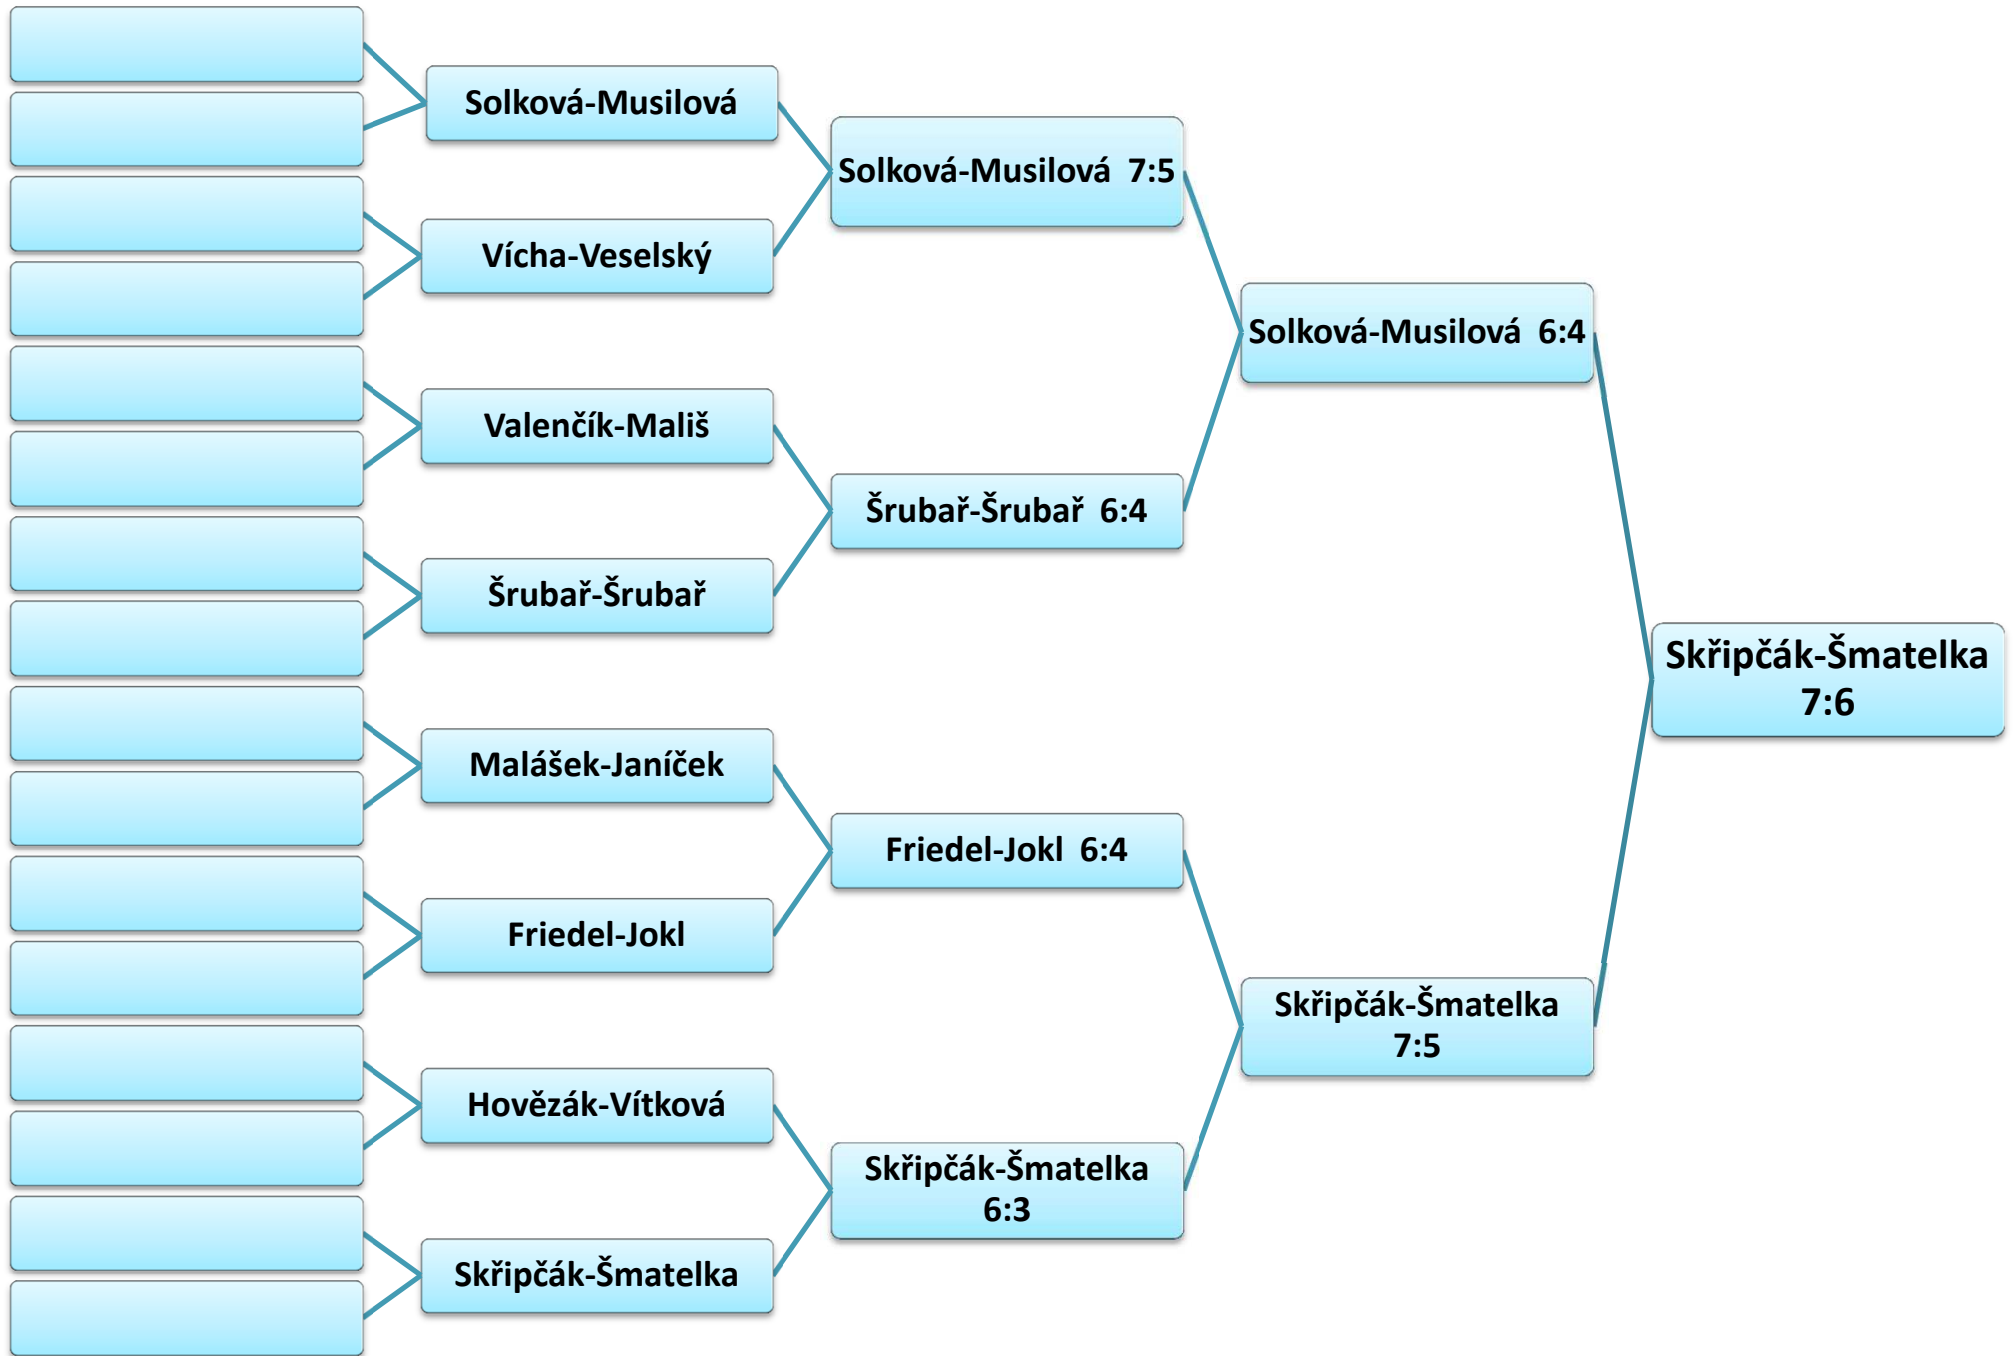 Solková-Musilová
Vícha-Veselský
Valenčík-Mališ
Šrubař-Šrubař
Malášek-Janíček
Friedel-Jokl
Hovězák-Vítková
Skřipčák-Šmatelka
Solková-Musilová 7:5
Šrubař-Šrubař 6:4
Friedel-Jokl 6:4
Skřipčák-Šmatelka
6:3
Solková-Musilová 6:4
Skřipčák-Šmatelka
7:5
Skřipčák-Šmatelka
7:6